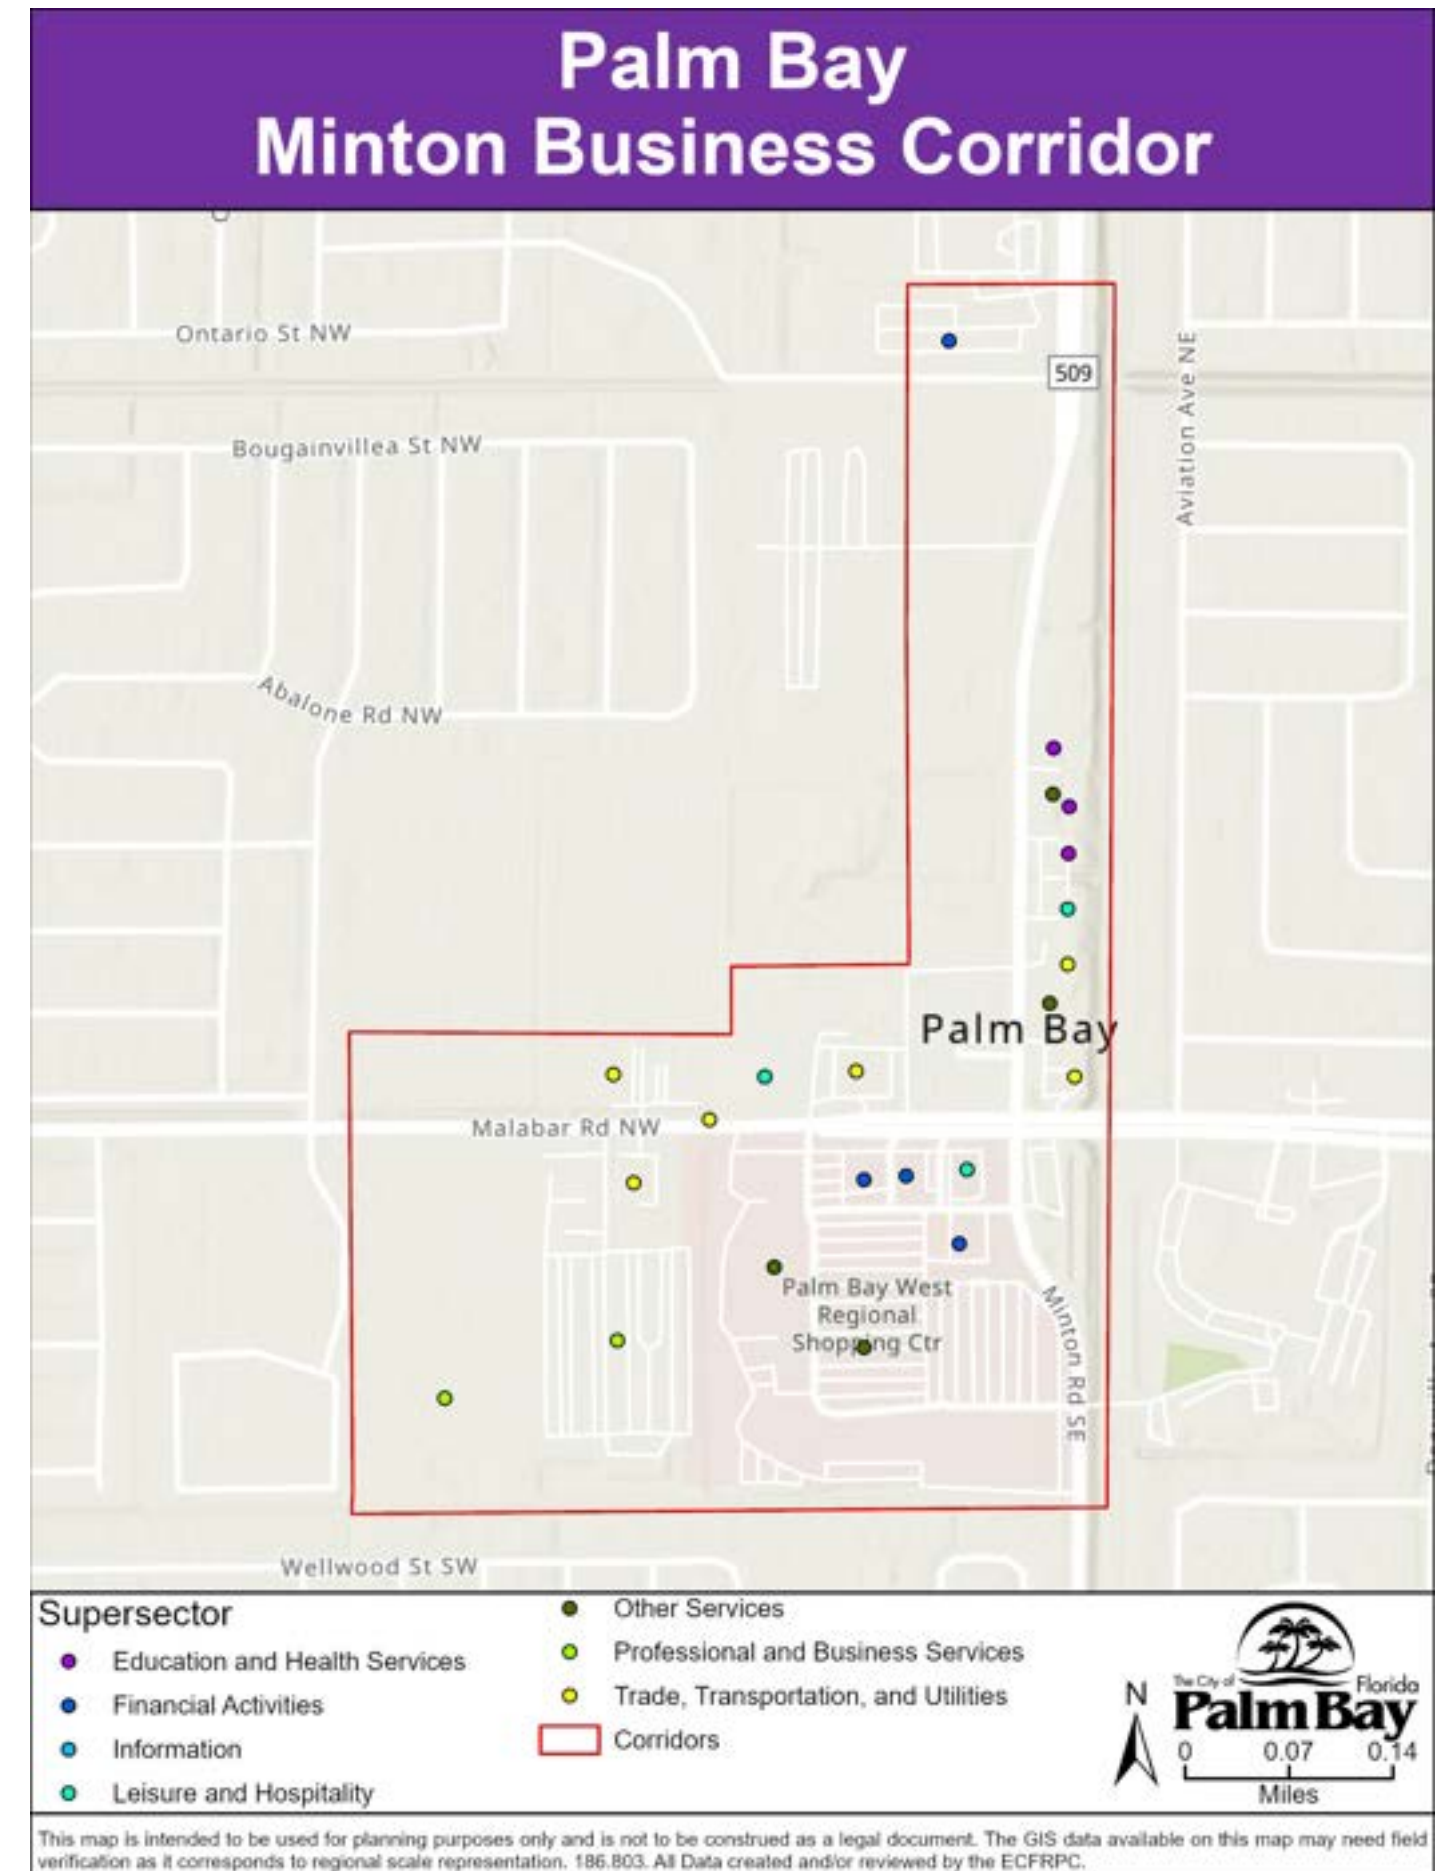 Palm Bay
Minton Business Corridor
Ontario St NW
509
Aviation Ave NE
Bougainvillea St NW
Abalone Rd NW
Palm Bay
Malabar Rd NW
Palm Bay West
Regional
Shopping Ctr
Minton Rd SE
Wellwood St SW
Supersector
Education and Health Services
Financial Activities
Information
Leisure and Hospitality
Other Services
Professional and Business Services
Trade, Transportation, and Utilities
Corridors
N
The City of
Florida
Palm Bay
0 0.07 0.14
Miles
This map is intended to be used for planning purposes only and is not to be construed as a legal document. The GIS data available on this map may need field
verification as it corresponds to regional scale representation. 186.803. All Data created and/or reviewed by the ECFRPC.